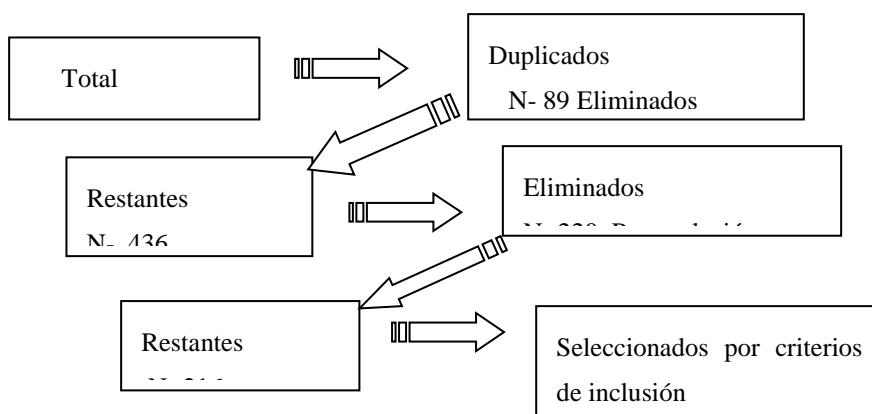 Total
Duplicados
N- 89 Eliminados
Restantes
N- 436
Eliminados
Restantes
Seleccionados por criterios
de inclusión